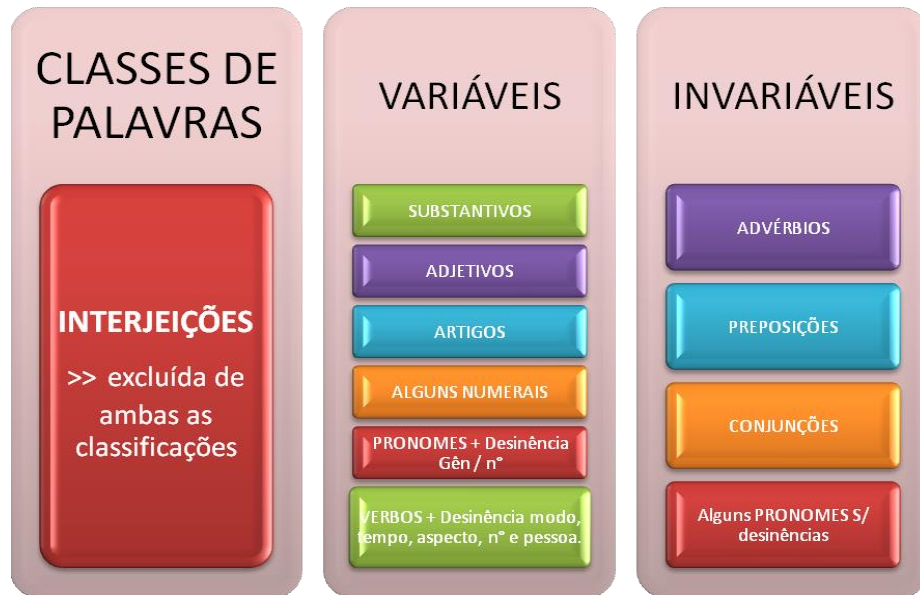 CLASSES DE
PALAVRAS
INTERJEIÇÕES
>> excluída de
ambas as
classificações
VARIÁVEIS
SUBSTANTIVOS
ADJETIVOS
ARTIGOS
ALGUNS NUMERAIS
PRONOMES + Desinência
Gên / n°
VERBOS + Desinência modo,
tempo, aspecto, n° e pessoa.
INVARIÁVEIS
ADVÉRBIOS
PREPOSIÇÕES
CONJUNÇÕES
Alguns PRONOMES S/
desinências